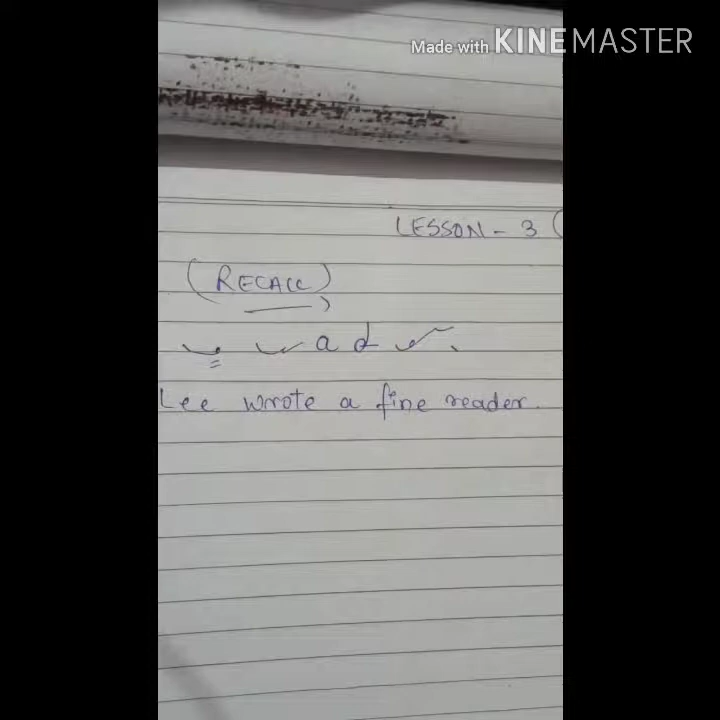 Made with KINEMASTER
LESSON - 3 (
(RECALL)
a
Lee wrote a fine reader.